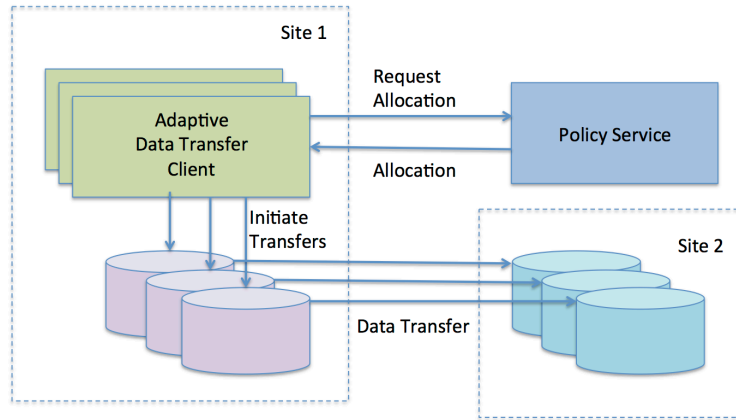 Site 1
Request
Allocation
Adaptive
Data Transfer
Client
Policy Service
Allocation
Initiate
Transfers
Site 2
Data Transfer